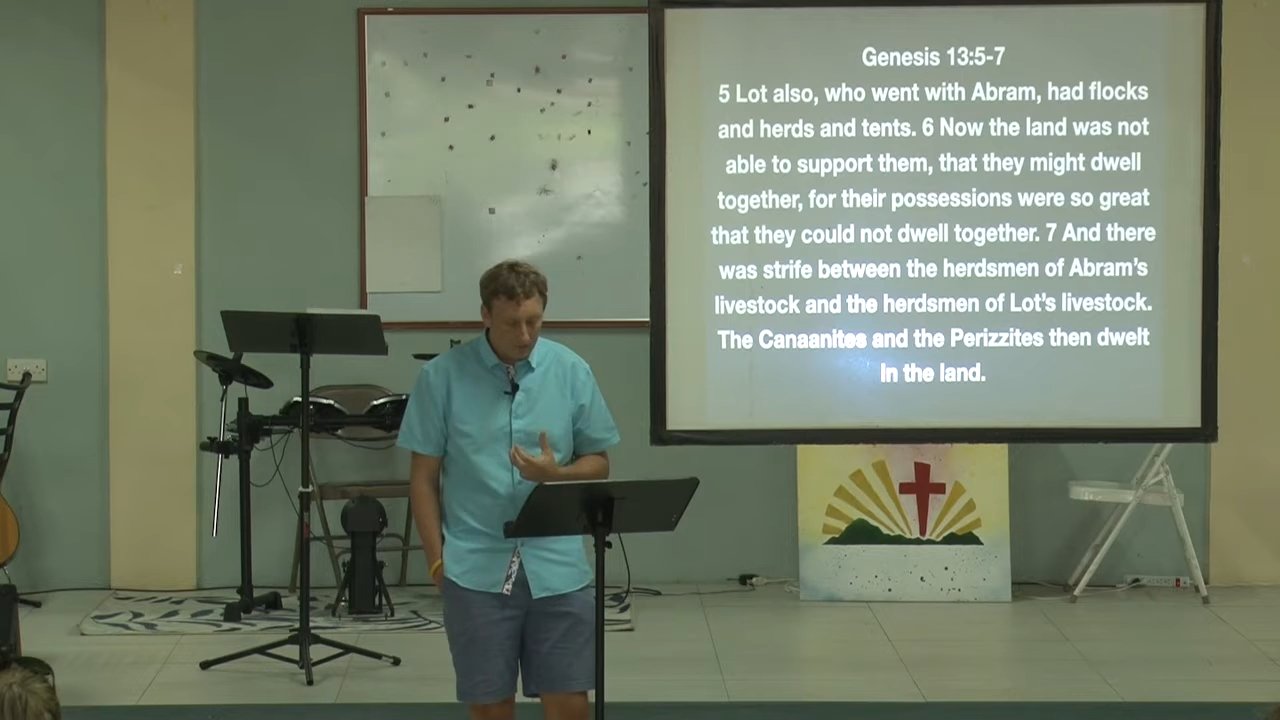 Genesis 13:5-7
5 Lot also, who went with Abram, had flocks
and herds and tents. 6 Now the land was not
able to support them, that they might dwell
together, for their possessions were so great
that they could not dwell together. 7 And there
was strife between the herdsmen of Abram's
livestock and the herdsmen of Lot's livestock.
The Canaanites and the Perizzites then dwelt
in the land.